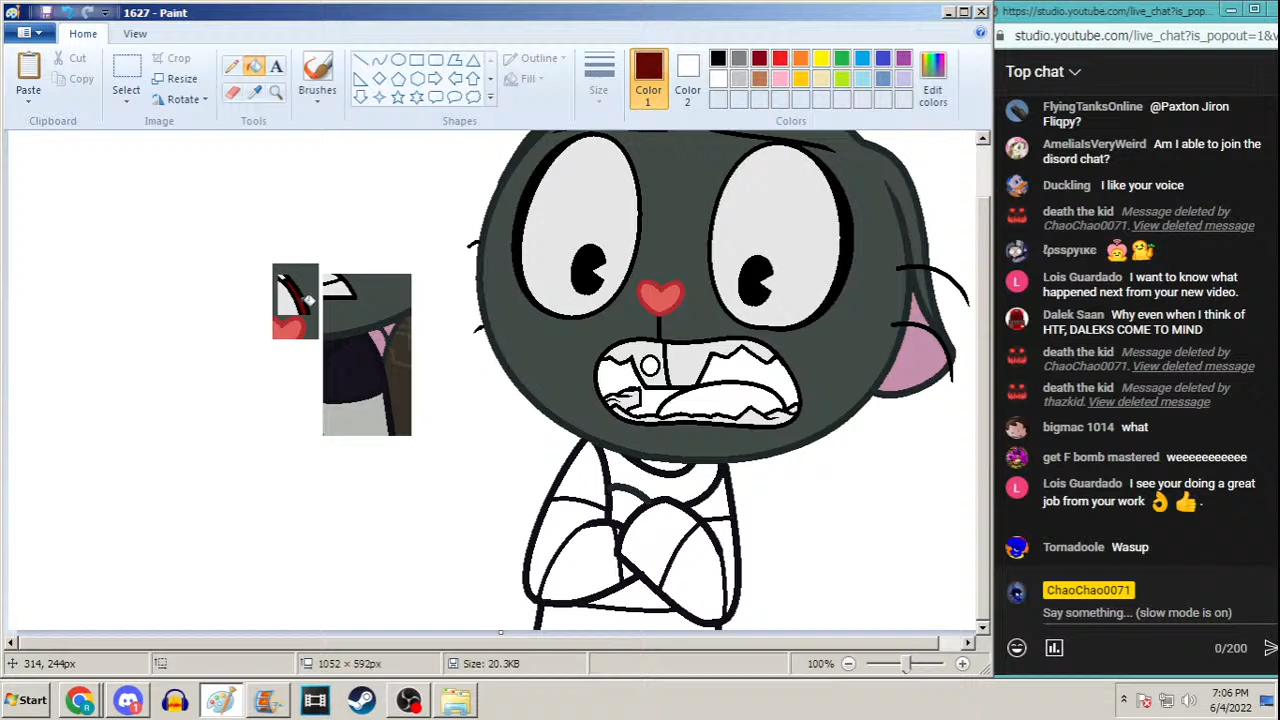 1627 - Paint
https://studio.youtube.com/live_chat?is_pop...
Home
View
studio.youtube.com/live_chat?is_popout=1&v
Paste
Cut
Copy
Select
Crop
Resize
Rotate
Brushes
Outline
Fill
Size
Color
1
Color
2
Edit
colors
Clipboard
Image
Tools
Shapes
Colors
Top chat
FlyingTanksOnline @Paxton Jiron
Fliqpy?
AmeliaIsVeryWeird Am I able to join the
disord chat?
Duckling I like your voice
death the kid Message deleted by
ChaoChao0071. View deleted message
L Lois Guardado I want to know what
happened next from your new video.
Dalek Saan Why even when I think of
HTF, DALEKS COME TO MIND
death the kid Message deleted by
ChaoChao0071. View deleted message
death the kid Message deleted by
thazkid. View deleted message
bigmac 1014 what
get F bomb mastered weeeeeeeeeee
L Lois Guardado I see your doing a great
job from your work .
Tornadoole Wasup
ChaoChao0071
Say something... (slow mode is on)
0/200
314, 244px
1052 × 592px
Size: 20.3KB
100%
Start
7:06 PM
6/4/2022